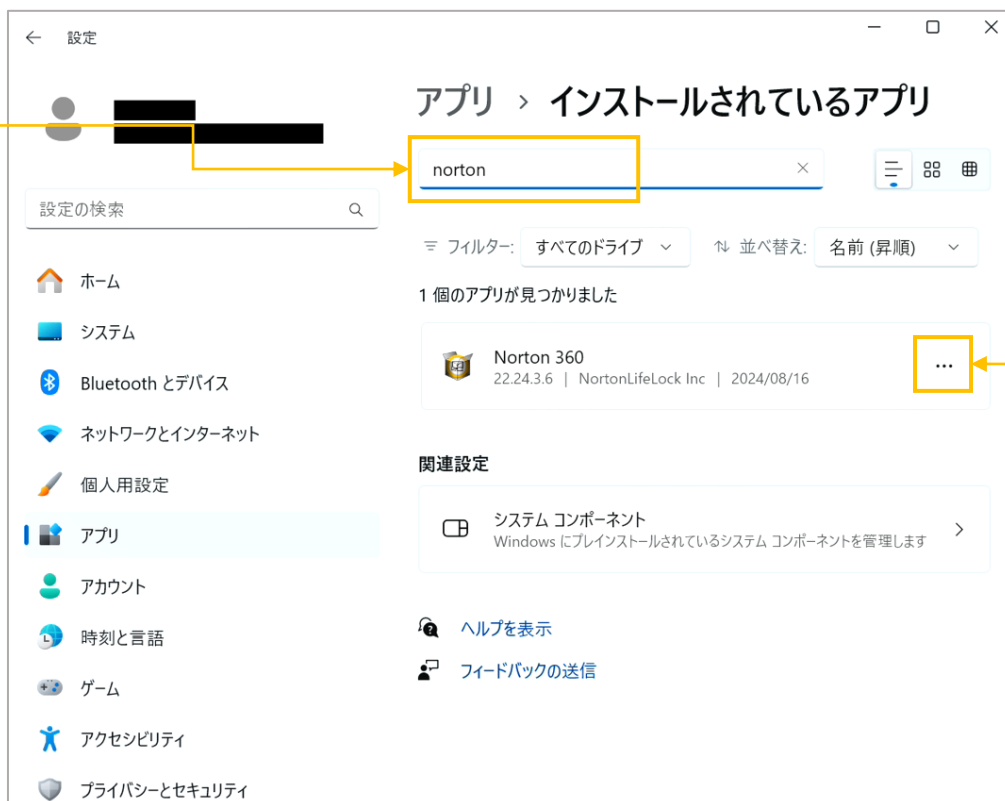 設定
アプリ › インストールされているアプリ
norton
設定の検索
フィルター: すべてのドライブ 並べ替え: 名前 (昇順)
1 個のアプリが見つかりました
Norton 360
22.24.3.6 | NortonLifeLock Inc | 2024/08/16
関連設定
システム コンポーネント
Windows にプレインストールされているシステム コンポーネントを管理します
ヘルプを表示
フィードバックの送信
ホーム
システム
Bluetooth とデバイス
ネットワークとインターネット
個人用設定
アプリ
アカウント
時刻と言語
ゲーム
アクセシビリティ
プライバシーとセキュリティ